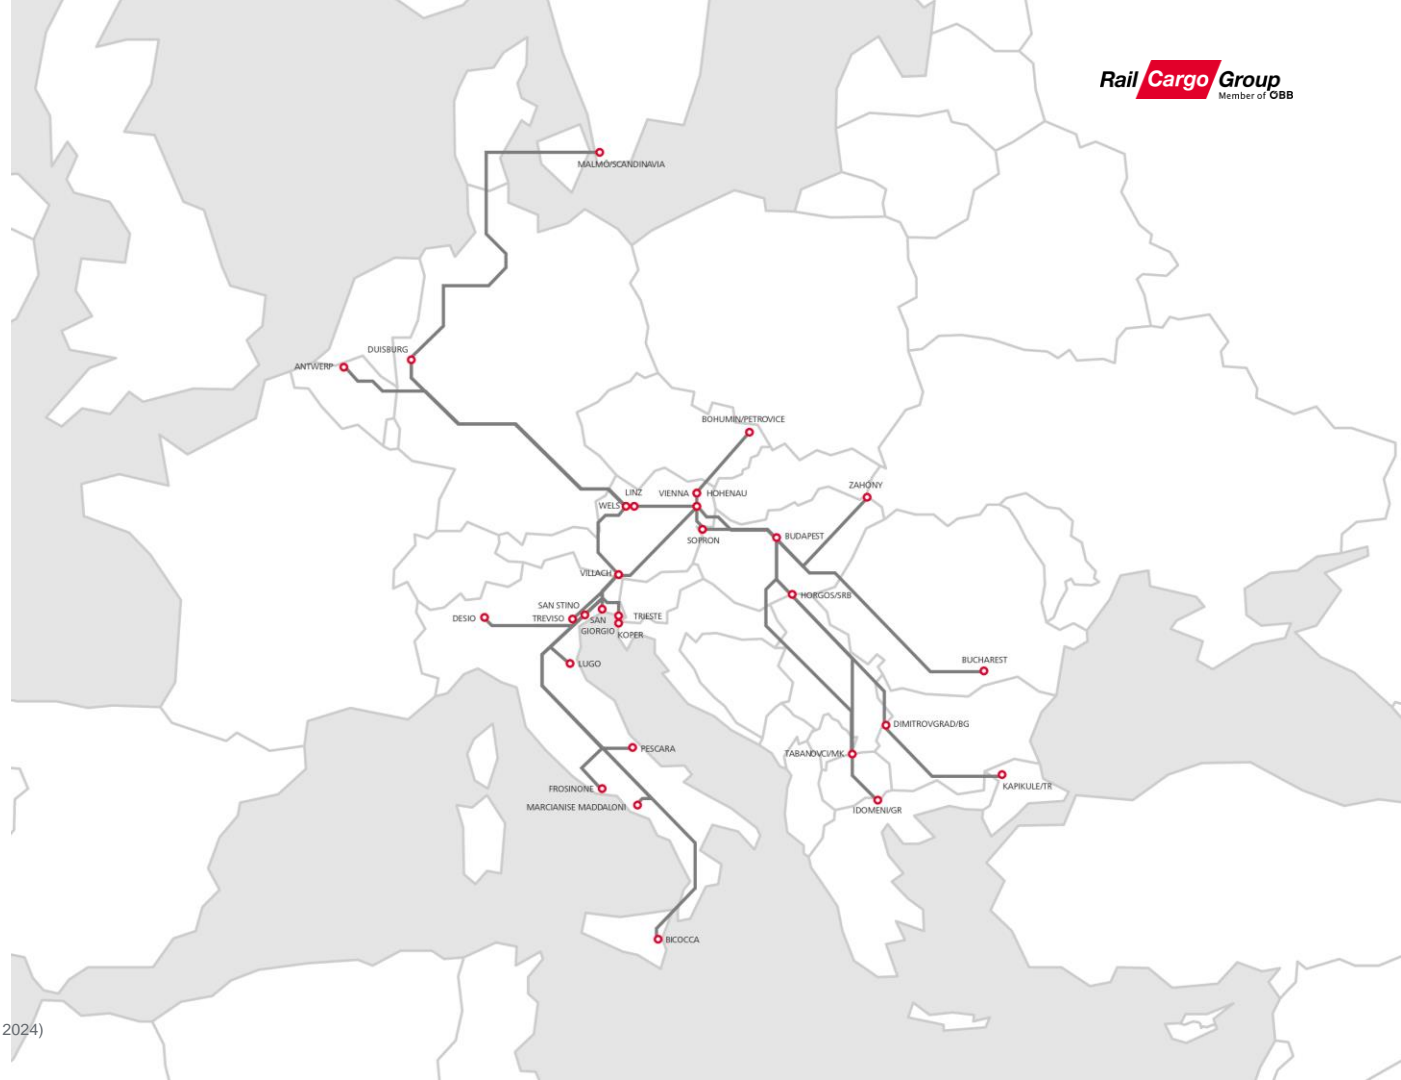 Rail Cargo Group
Member of ÖBB
MALMÖ/SCANDINAVIA
DUISBURG
ANTWERP
BOHUMIN/PETROVICE
LINZ
VIENNA
HOHENAU
ZAHONY
WELS
SOPRON
BUDAPEST
VILLACH
HORGOS/SRB
SAN STINO
DESIO
TREVISO
SAN
GIORGIO
TRIESTE
KOPER
LUGO
BUCHAREST
DIMITROVGRAD/BG
PESCARA
TABANOVCI/MK
FROSINONE
KAPIKULE/TR
MARCIANISE MADDALONI
IDOMENI/GR
BICOCCA
2024)